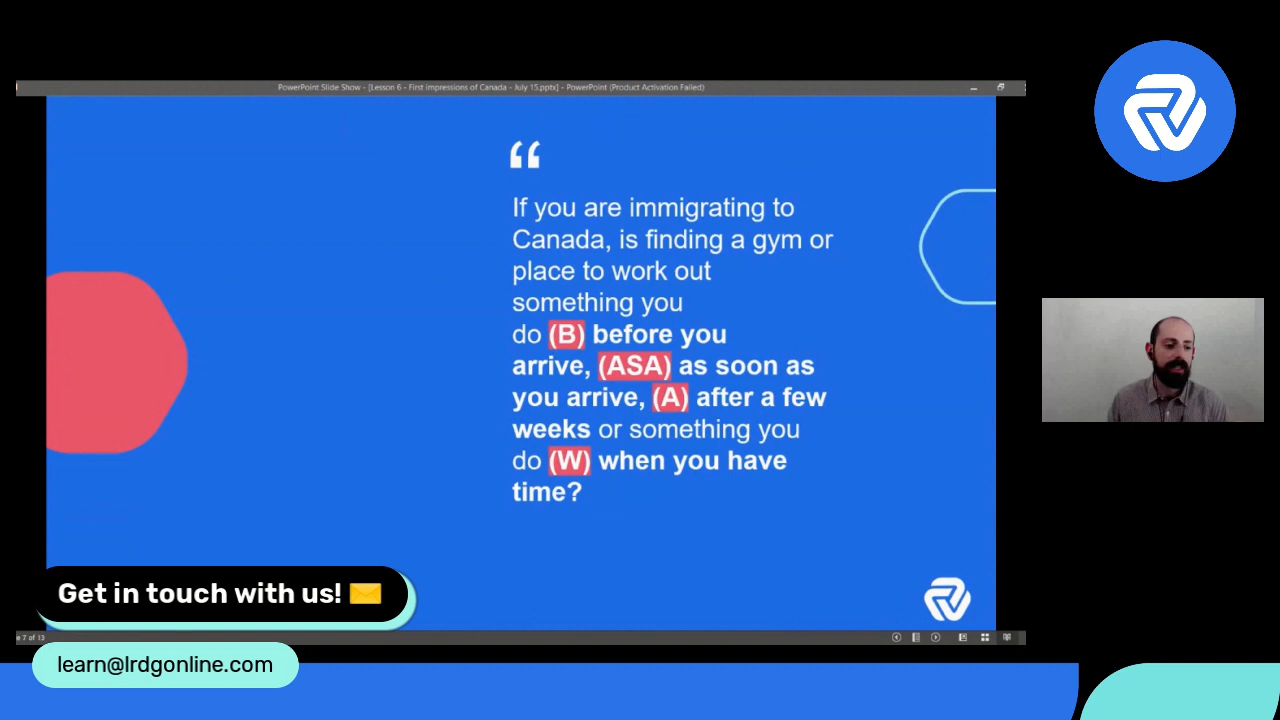 PowerPoint Slide Show - [Lesson 6 - First impressions of Canada - July 15.pptx] - PowerPoint (Product Activation Failed)
“
If you are immigrating to
Canada, is finding a gym or
place to work out
something you
do (B) before you
arrive, (ASA) as soon as
you arrive, (A) after a few
weeks or something you
do (W) when you have
time?
Get in touch with us! ✉️
7 of 13
learn@lrdgonline.com